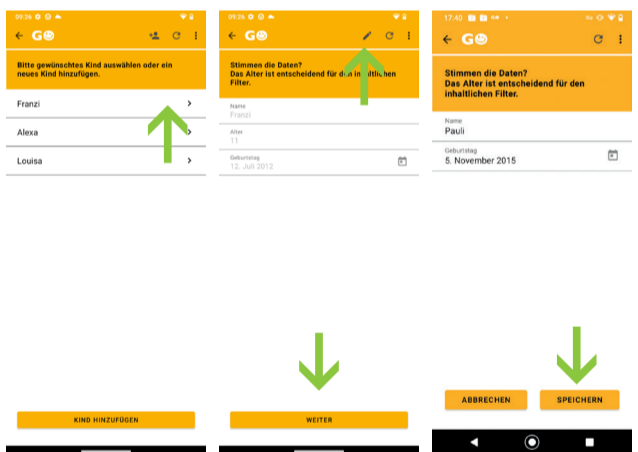 09:26
GO
Bitte gewünschtes Kind auswählen oder ein
neues Kind hinzufügen.
Franzi
Alexa
Louisa
KIND HINZUFÜGEN
09:26
GO
Stimmen die Daten?
Das Alter ist entscheidend für den inhaltlichen
Filter.
Name
Franzi
Alter
11
Geburtstag
12. Juli 2012
WEITER
17:40
GO
Stimmen die Daten?
Das Alter ist entscheidend für den
inhaltlichen Filter.
Name
Pauli
Geburtstag
5. November 2015
ABBRECHEN
SPEICHERN